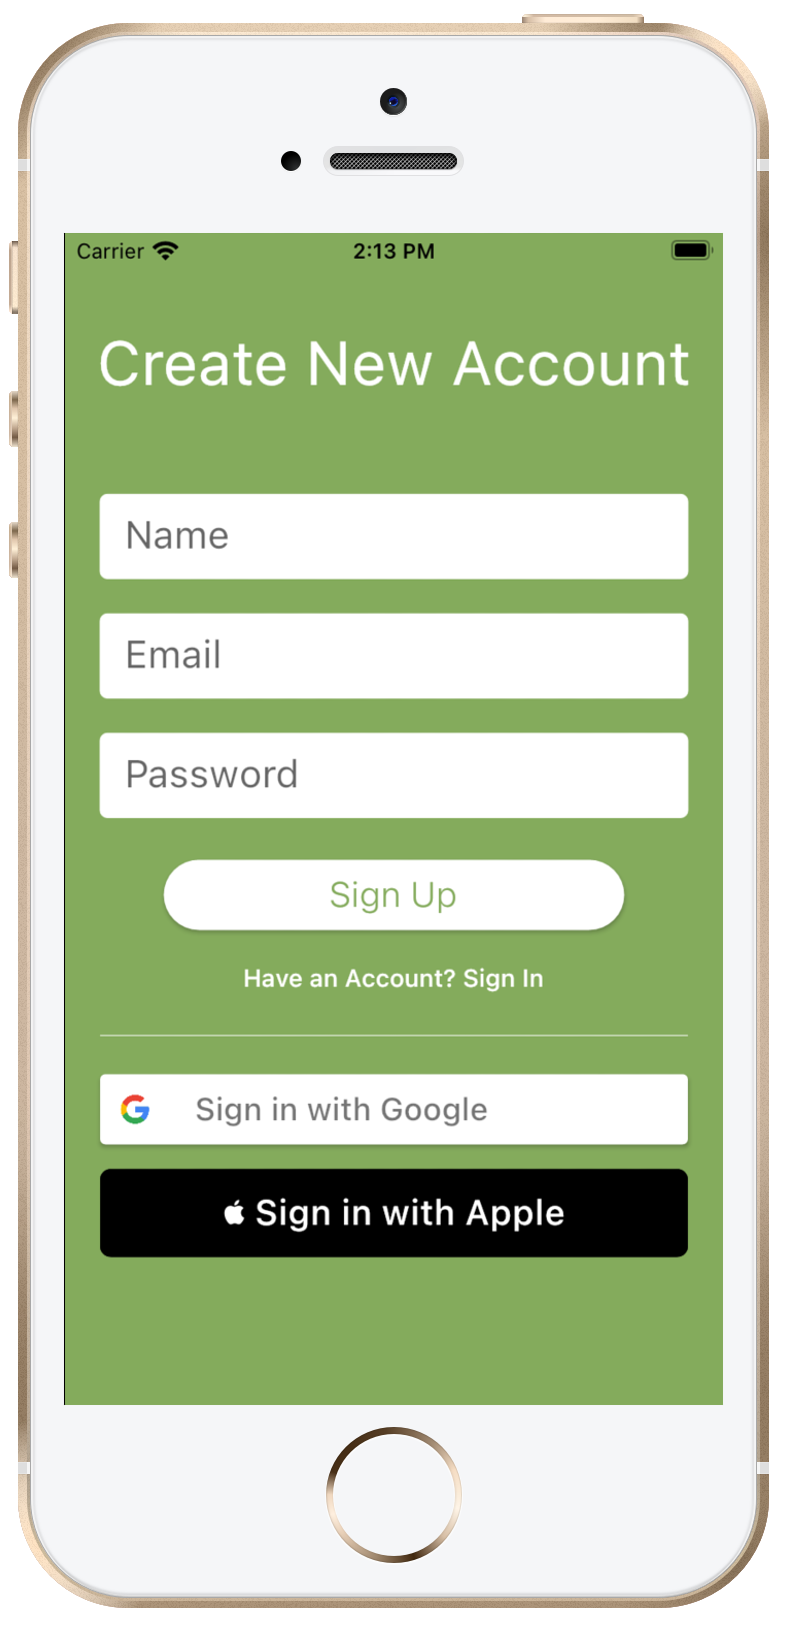 Carrier 2:13 PM
Create New Account
Name
Email
Password
Sign Up
Have an Account? Sign In
Sign in with Google
Sign in with Apple